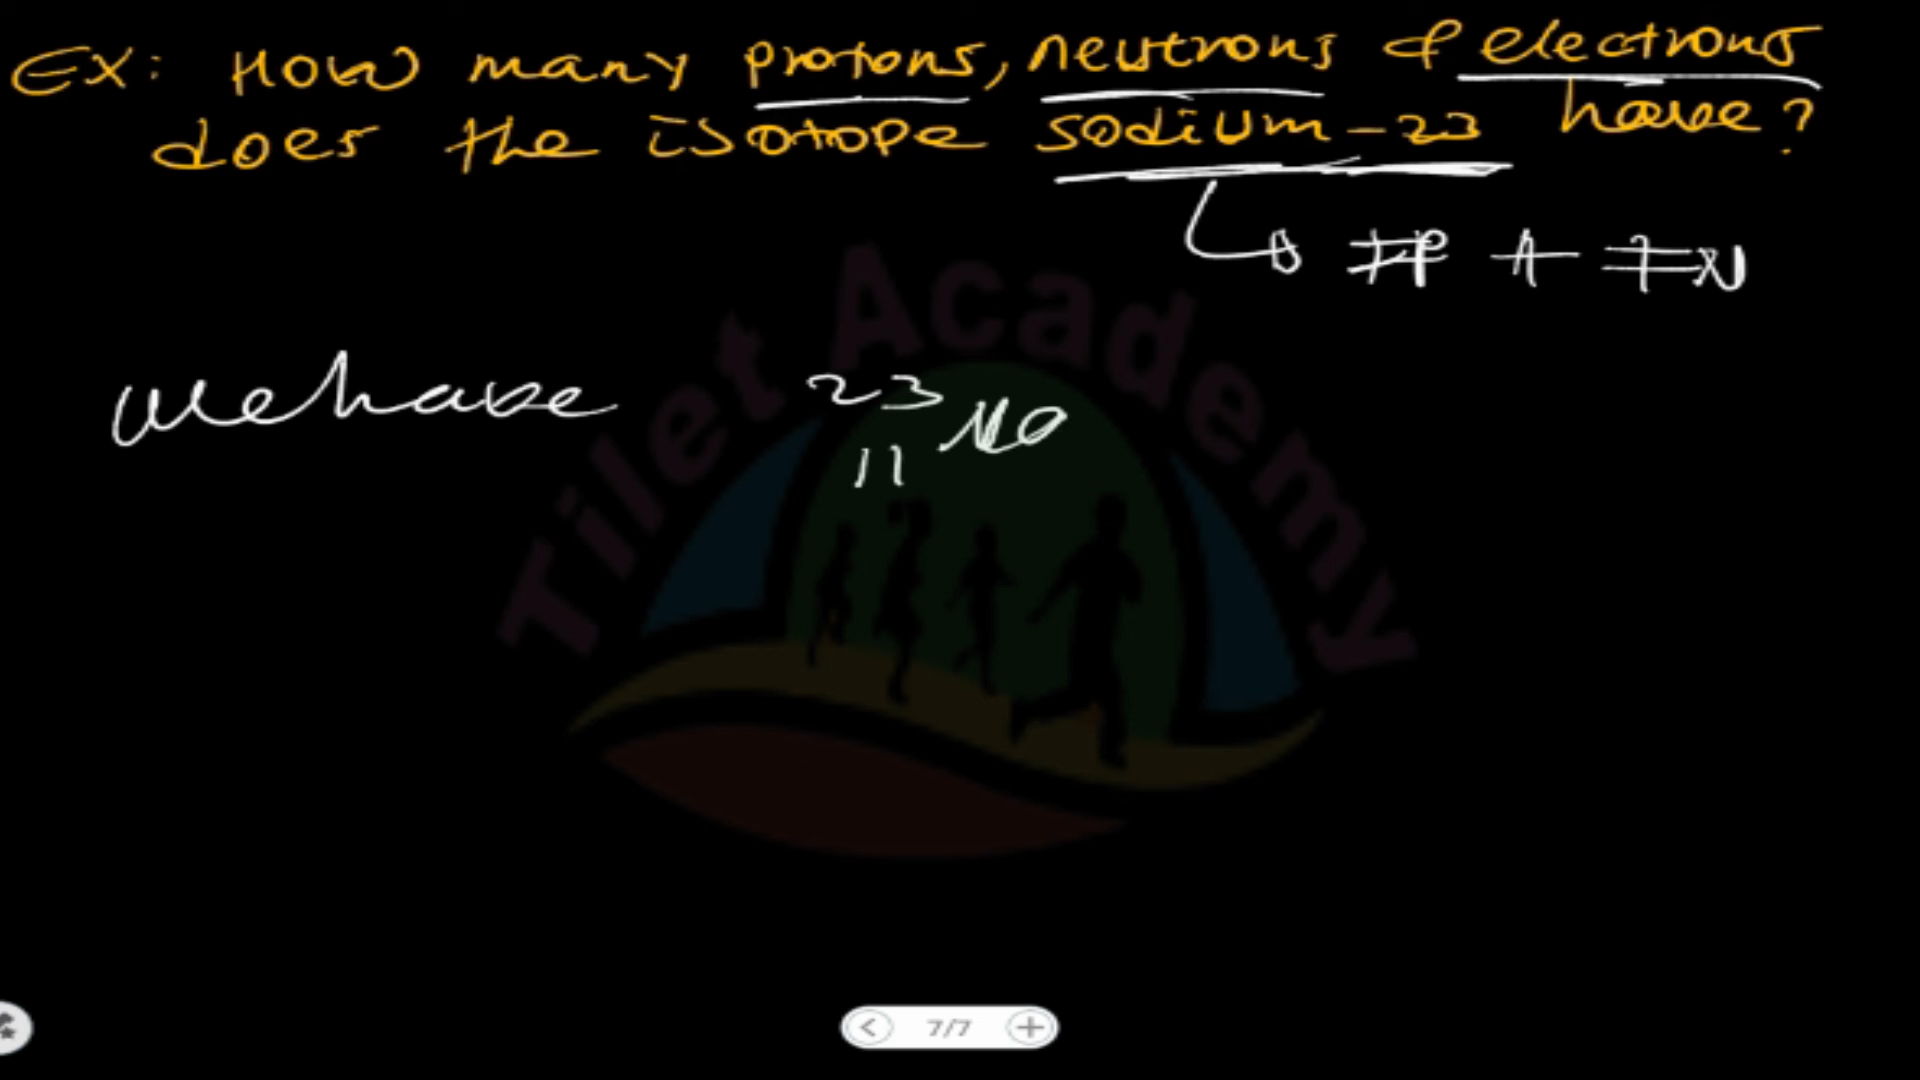 EX: How many protons, neutrons & electrons
does the isotope sodium-23 have?
#P + #N
We have 23
11 Na
Tilet Academy
7/7